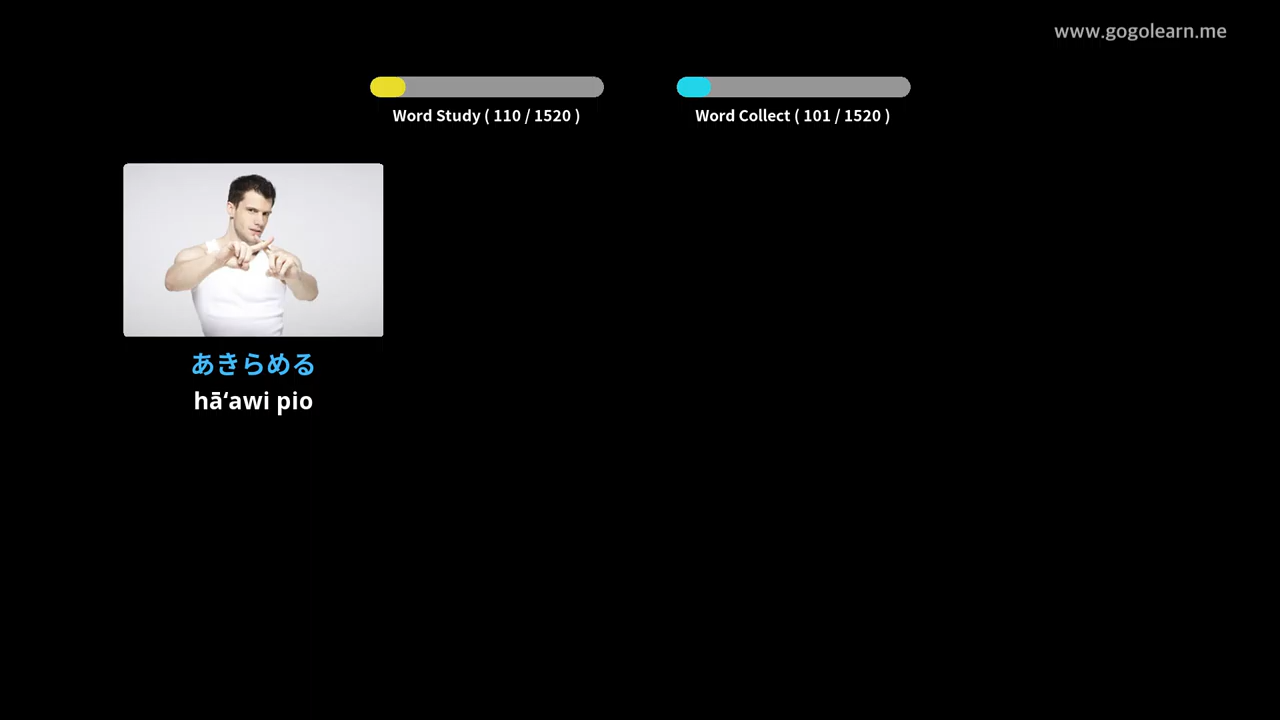 www.gogolearn.me
Word Study ( 110 / 1520 )
Word Collect ( 101 / 1520 )
あきらめる
hāʻawi pio